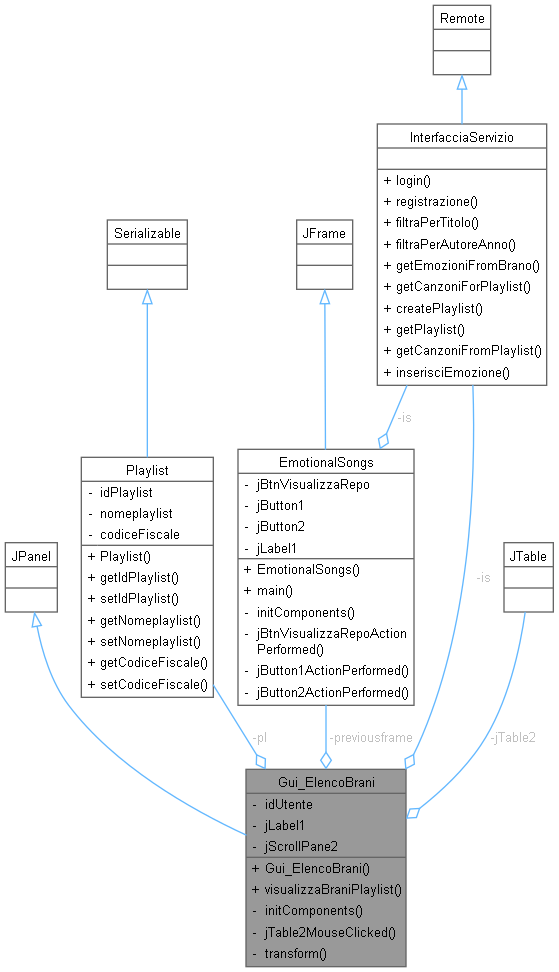 Remote
InterfacciaServizio
+ login()
+ registrazione()
+ filtraPerTitolo()
+ filtraPerAutoreAnno()
+ getEmozioniFromBrano()
+ getCanzoniForPlaylist()
+ createPlaylist()
+ getPlaylist()
+ getCanzoniFromPlaylist()
+ inserisciEmozione()
Serializable
JFrame
-is
Playlist
- idPlaylist
- nomeplaylist
- codiceFiscale
+ Playlist()
+ getIdPlaylist()
+ setIdPlaylist()
+ getNomeplaylist()
+ setNomeplaylist()
+ getCodiceFiscale()
+ setCodiceFiscale()
EmotionalSongs
- jBtnVisualizzaRepo
- jButton1
- jButton2
- jLabel1
+ EmotionalSongs()
+ main()
- initComponents()
- jBtnVisualizzaRepoAction
Performed()
- jButton1ActionPerformed()
- jButton2ActionPerformed()
JPanel
JTable
-is
-pl
-previousframe
-jTable2
Gui_ElencoBrani
- idUtente
- jLabel1
- jScrollPane2
+ Gui_ElencoBrani()
+ visualizzaBraniPlaylist()
- initComponents()
- jTable2MouseClicked()
- transform()